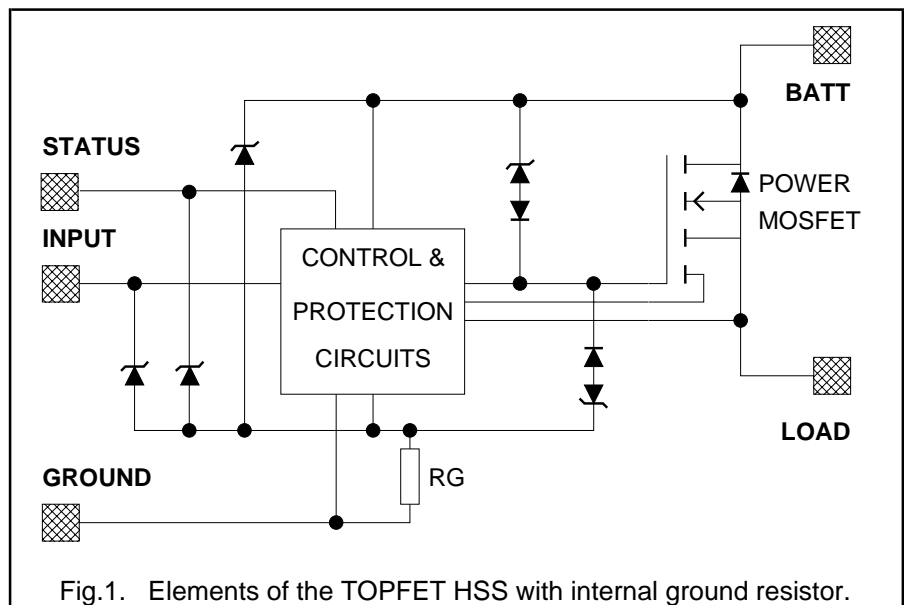 BATT
STATUS
POWER
MOSFET
INPUT
CONTROL &
PROTECTION
CIRCUITS
LOAD
GROUND
RG
Fig.1. Elements of the TOPFET HSS with internal ground resistor.